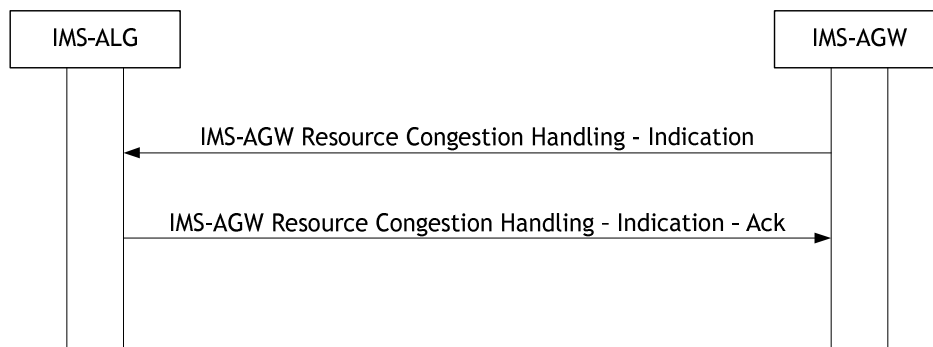 IMS-ALG
IMS-AGW
IMS-AGW Resource Congestion Handling - Indication
IMS-AGW Resource Congestion Handling - Indication - Ack